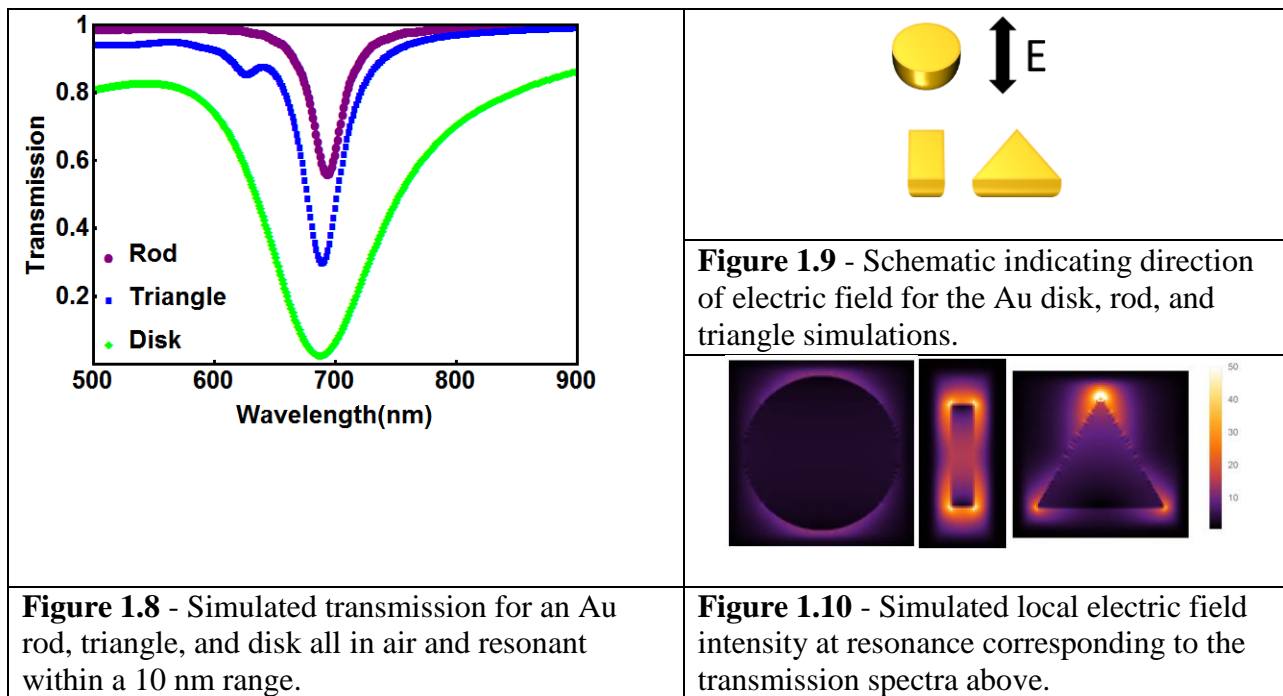 1
0.8
0.6
0.4
0.2
Transmission
Rod
Triangle
Disk
500 600 700 800 900
Wavelength(nm)
E
Figure 1.9 - Schematic indicating direction
of electric field for the Au disk, rod, and
triangle simulations.
50
40
30
20
10
Figure 1.8 - Simulated transmission for an Au
rod, triangle, and disk all in air and resonant
within a 10 nm range.
Figure 1.10 - Simulated local electric field
intensity at resonance corresponding to the
transmission spectra above.